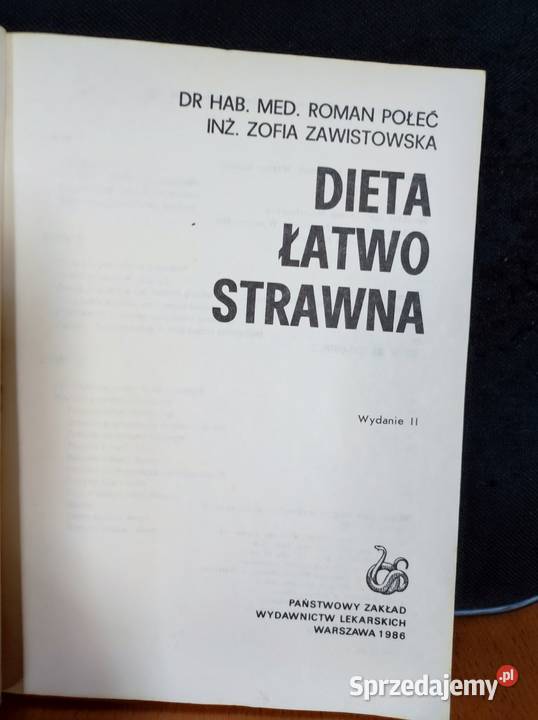 DR HAB. MED. ROMAN POŁEĆ
INŻ. ZOFIA ZAWISTOWSKA
DIETA
ŁATWO
STRAWNA
Wydanie II
PAŃSTWOWY ZAKŁAD
WYDAWNICTW LEKARSKICH
WARSZAWA 1986
Sprzedajemy.pl